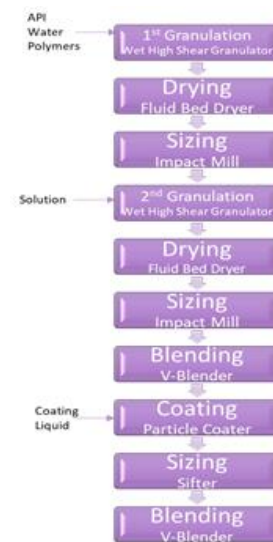 API
Water
Polymers
1st Granulation
Wet High Shear Granulator
Drying
Fluid Bed Dryer
Sizing
Impact Mill
Solution
2nd Granulation
Wet High Shear Granulator
Drying
Fluid Bed Dryer
Sizing
Impact Mill
Blending
V-Blender
Coating
Liquid
Coating
Particle Coater
Sizing
Sifter
Blending
V-Blender